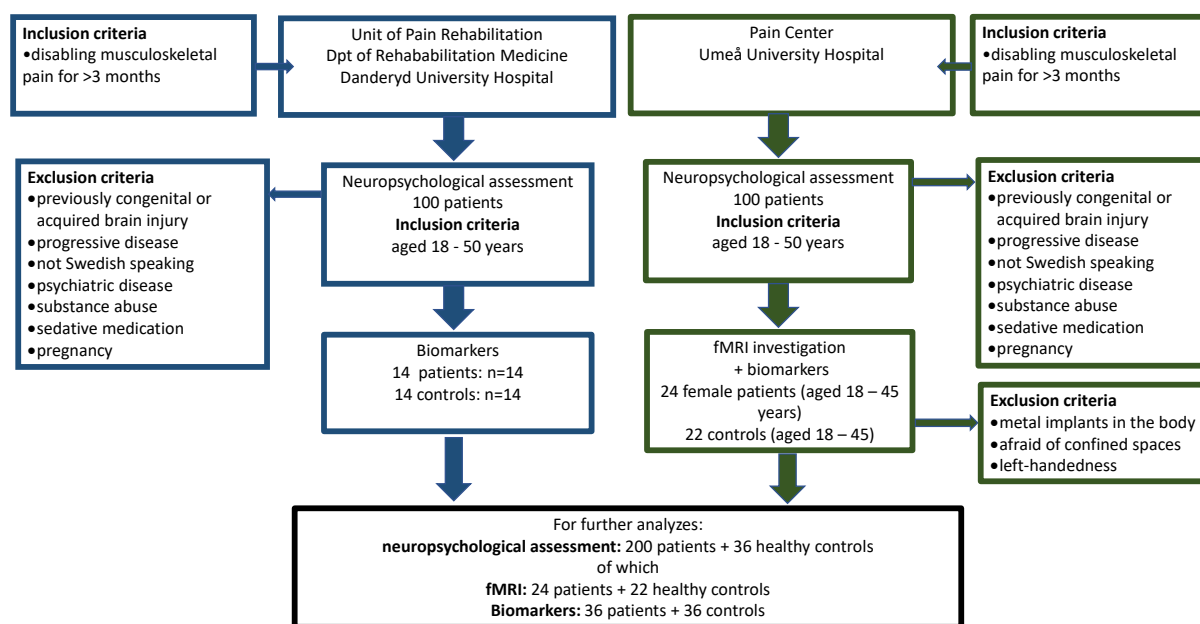 Inclusion criteria
•disabling musculoskeletal
pain for >3 months
Unit of Pain Rehabilitation
Dpt of Rehababilitation Medicine
Danderyd University Hospital
Pain Center
Umeå University Hospital
Inclusion criteria
•disabling musculoskeletal
pain for >3 months
Exclusion criteria
•previously congenital or
acquired brain injury
•progressive disease
•not Swedish speaking
•psychiatric disease
•substance abuse
•sedative medication
•pregnancy
Neuropsychological assessment
100 patients
Inclusion criteria
aged 18 - 50 years
Neuropsychological assessment
100 patients
Inclusion criteria
aged 18 - 50 years
Exclusion criteria
•previously congenital or
acquired brain injury
•progressive disease
•not Swedish speaking
•psychiatric disease
•substance abuse
•sedative medication
•pregnancy
Biomarkers
14 patients: n=14
14 controls: n=14
fMRI investigation
+ biomarkers
24 female patients (aged 18 – 45
years)
22 controls (aged 18 – 45)
Exclusion criteria
•metal implants in the body
•afraid of confined spaces
•left-handedness
For further analyzes:
neuropsychological assessment: 200 patients + 36 healthy controls
of which
fMRI: 24 patients + 22 healthy controls
Biomarkers: 36 patients + 36 controls